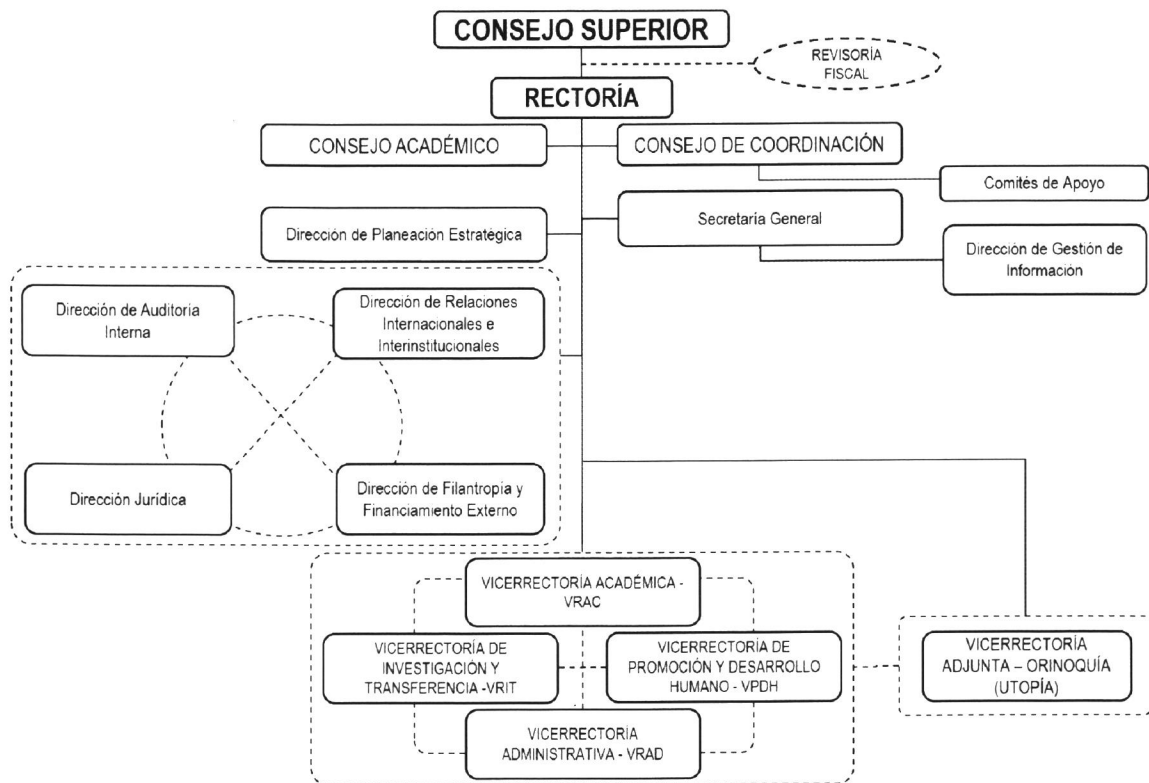 CONSEJO SUPERIOR
REVISORÍA
FISCAL
RECTORÍA
CONSEJO ACADÉMICO
CONSEJO DE COORDINACIÓN
Comités de Apoyo
Secretaría General
Dirección de Planeación Estratégica
Dirección de Gestión de
Información
Dirección de Auditoría
Interna
Dirección de Relaciones
Internacionales e
Interinstitucionales
Dirección Jurídica
Dirección de Filantropía y
Financiamiento Externo
VICERRECTORÍA ACADÉMICA -
VRAC
VICERRECTORÍA DE
INVESTIGACIÓN Y
TRANSFERENCIA -VRIT
VICERRECTORÍA DE
PROMOCIÓN Y DESARROLLO
HUMANO - VPDH
VICERRECTORÍA
ADJUNTA – ORINOQUÍA
(UTOPÍA)
VICERRECTORÍA
ADMINISTRATIVA - VRAD